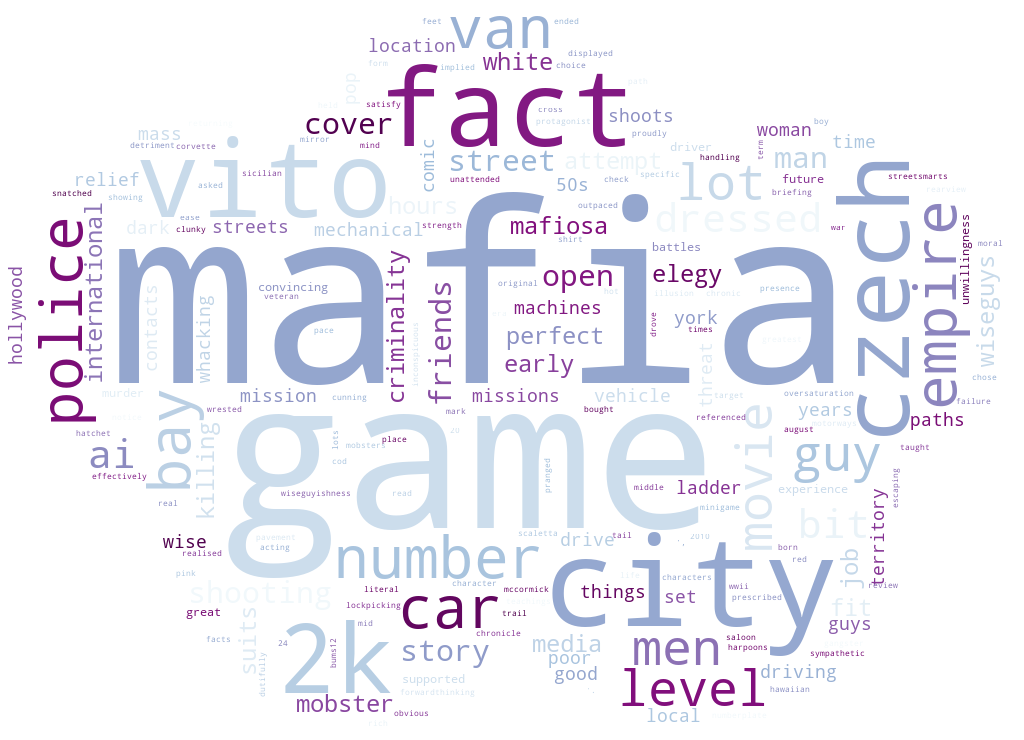 feet
van
ended
location
white
displayed
form
implied
choice
pop
fact
satisfy
cover
cross
shoots
protagonist
proudly
mass
mirror
mind
woman
boy
time
detriment
corvette
vito
comic
street
attempt
driver
man
term
handling
relief
sicilian
unattended
50s
check
specific
lot
future
streetsmarts
snatched
showing
asked
hours
briefing
czech
dark
ease
clunky
streets
mechanical
strength
mafiosa
outpaced
dressed
war
rearview
police
international
battles
shirt
empire
unwillingness
moral
hollywood
contacts
convincing
veteran
original
open
elegy
illusion
chronic
presence
mafia
criminality
friends
hot
machines
york
wiseguys
whacking
pace
perfect
drove
times
early
threat
chose
murder
mission
cunning
missions
vehicle
target
oversaturation
failure
wrested
mark
bought
referenced
years
paths
hatchet
bay
mobsters
lots
place
august
taught
ai
killing
game
movie
guy
effectively
cod
wiseguyishness
read
pranged
middle
ladder
experience
territory
escaping
real
minigame
wise
realised
pavement
acting
number
scaletta
drive
tail
2010
bit
born
red
job
review
pink
literal
character
mccormick
city
things
set
characters
wwii
prescribed
shooting
great
lockpicking
car
trail
fit
guys
facts
suits
24
bums12
2k
mid
chronicle
story
media
men
saloon
harpoons
sympathetic
dutifully
supported
forwardthinking
poor
good
driving
level
hawaiian
mobster
obvious
local